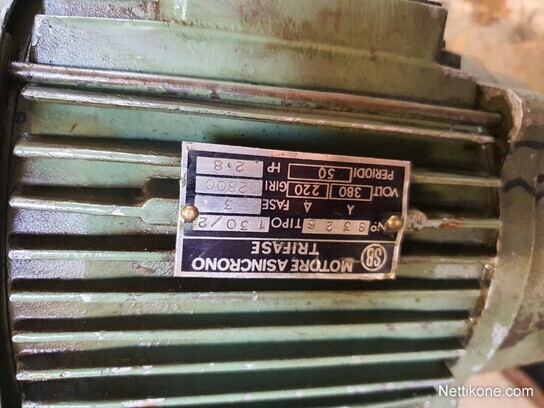 SB MOTORE ASINCRONO
TRIFASE
Nº 8326 TIPO 130/2
Y Δ FASE 3
VOLT 380 220 GIRI 2800
PERIODI 50 HP 2.8
Nettikone.com